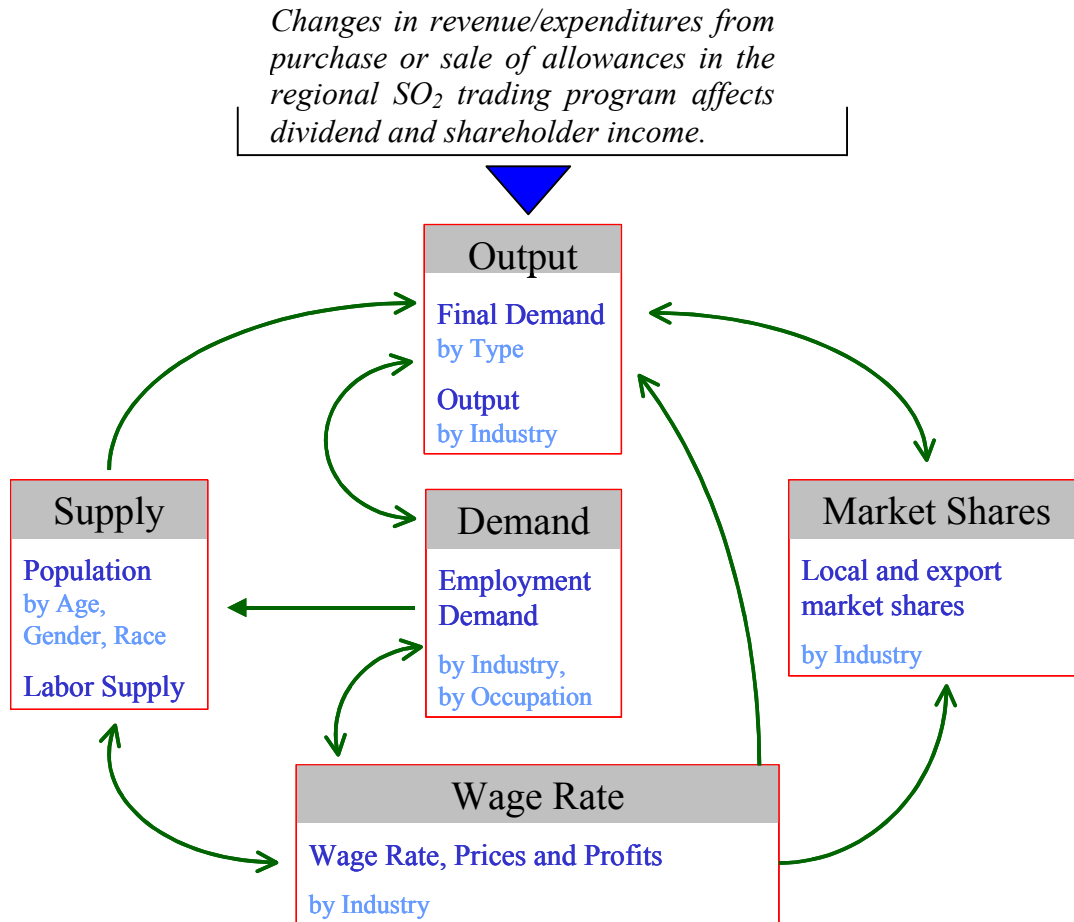 Changes in revenue/expenditures from
purchase or sale of allowances in the
regional SO₂ trading program affects
dividend and shareholder income.
Output
Final Demand
by Type
Output
by Industry
Supply
Population
by Age,
Gender, Race
Labor Supply
Demand
Employment
Demand
by Industry,
by Occupation
Market Shares
Local and export
market shares
by Industry
Wage Rate
Wage Rate, Prices and Profits
by Industry